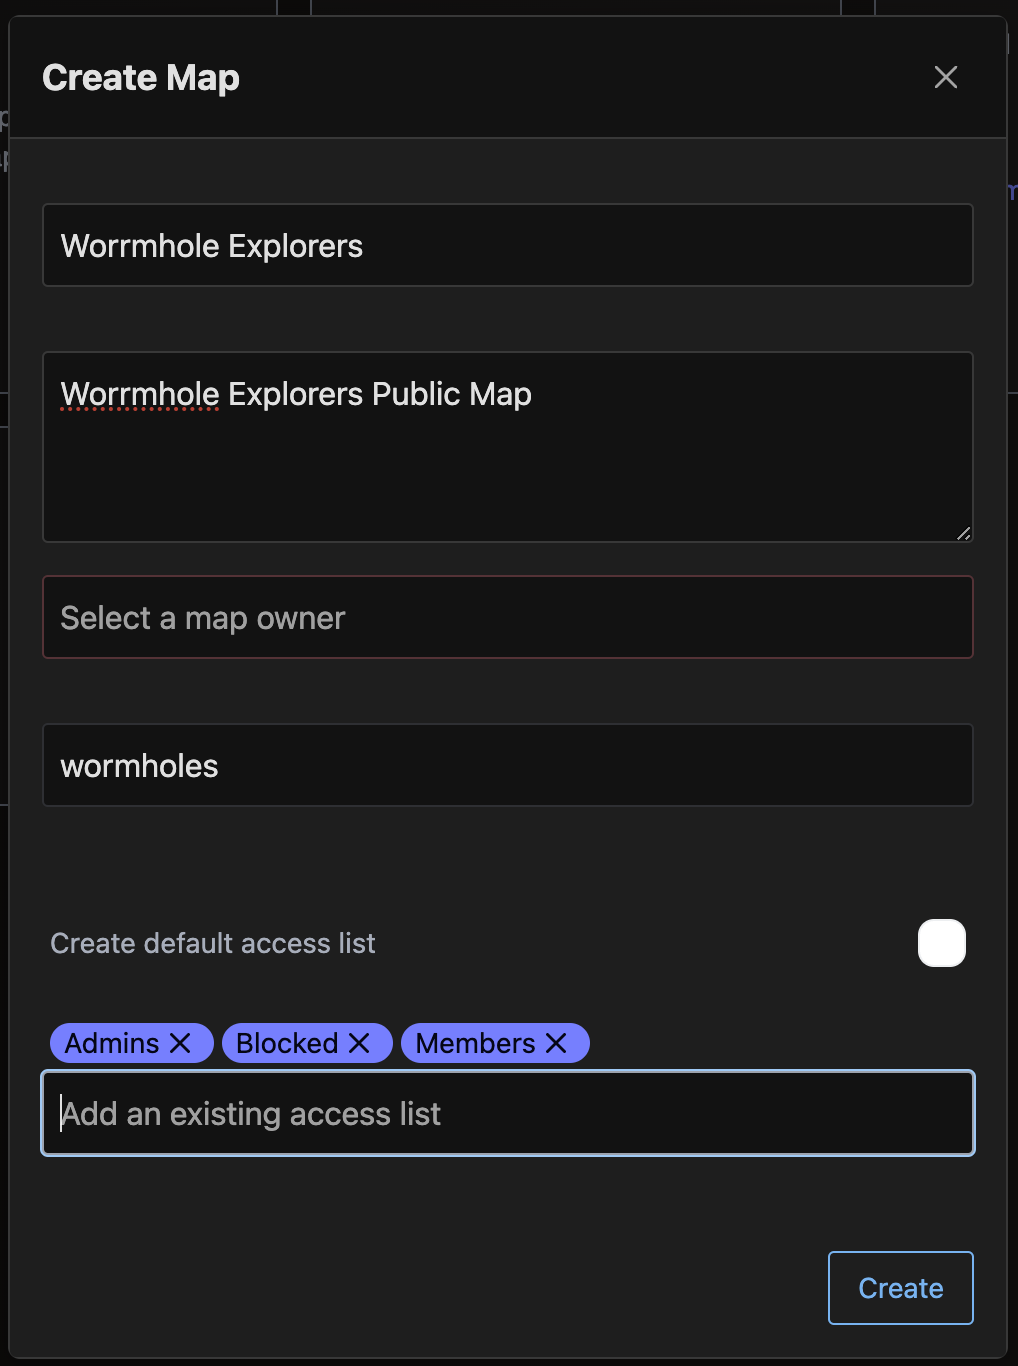 Create Map
Worrmhole Explorers
Worrmhole Explorers Public Map
Select a map owner
wormholes
Create default access list
Admins Blocked Members
Add an existing access list
Create